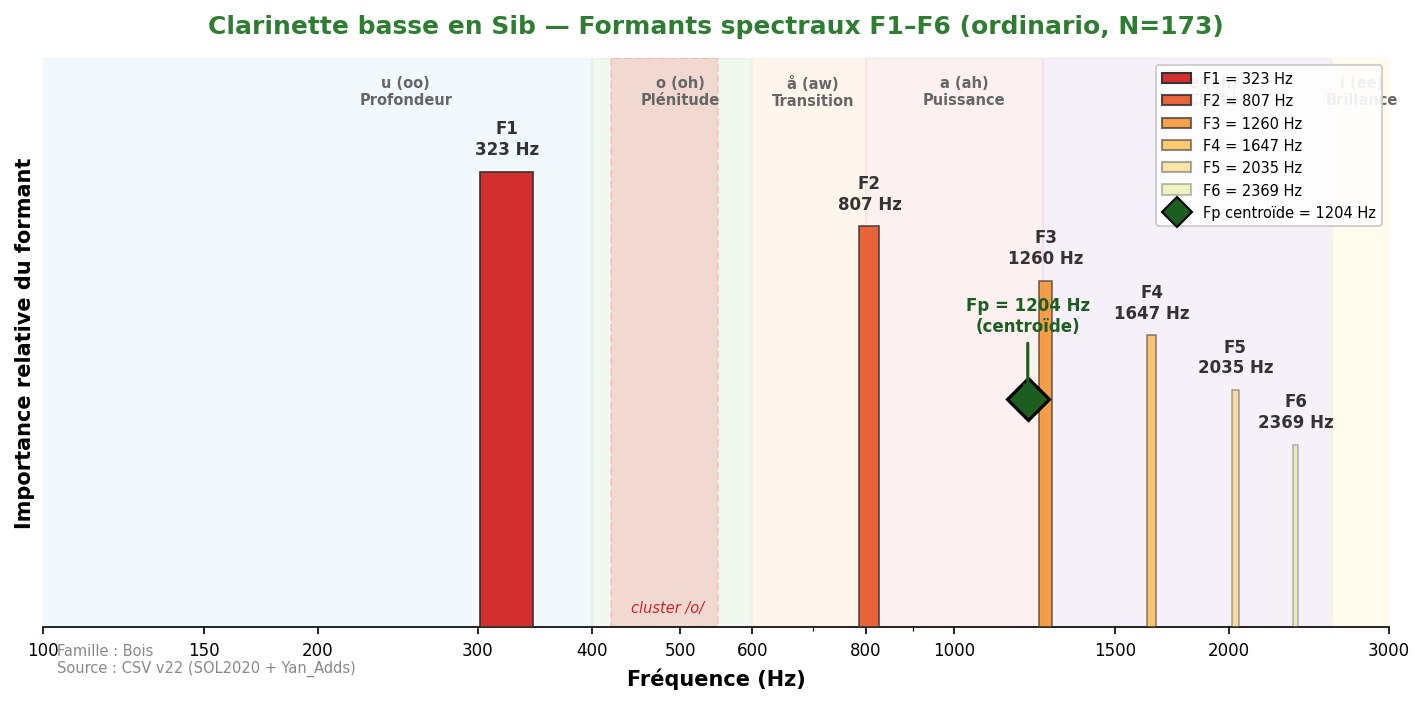 Clarinette basse en Sib — Formants spectraux F1–F6 (ordinario, N=173)
u (oo)
Profondeur
o (oh)
Plénitude
å (aw)
Transition
a (ah)
Puissance
i (ee)
Brillance
F1 = 323 Hz
F2 = 807 Hz
F3 = 1260 Hz
F4 = 1647 Hz
F5 = 2035 Hz
F6 = 2369 Hz
Fp centroïde = 1204 Hz
F1
323 Hz
F2
807 Hz
F3
1260 Hz
Fp = 1204 Hz
(centroïde)
F4
1647 Hz
F5
2035 Hz
F6
2369 Hz
cluster /o/
Importance relative du formant
100 150 200 300 400 500 600 800 1000 1500 2000 3000
Famille : Bois
Source : CSV v22 (SOL2020 + Yan_Adds)
Fréquence (Hz)